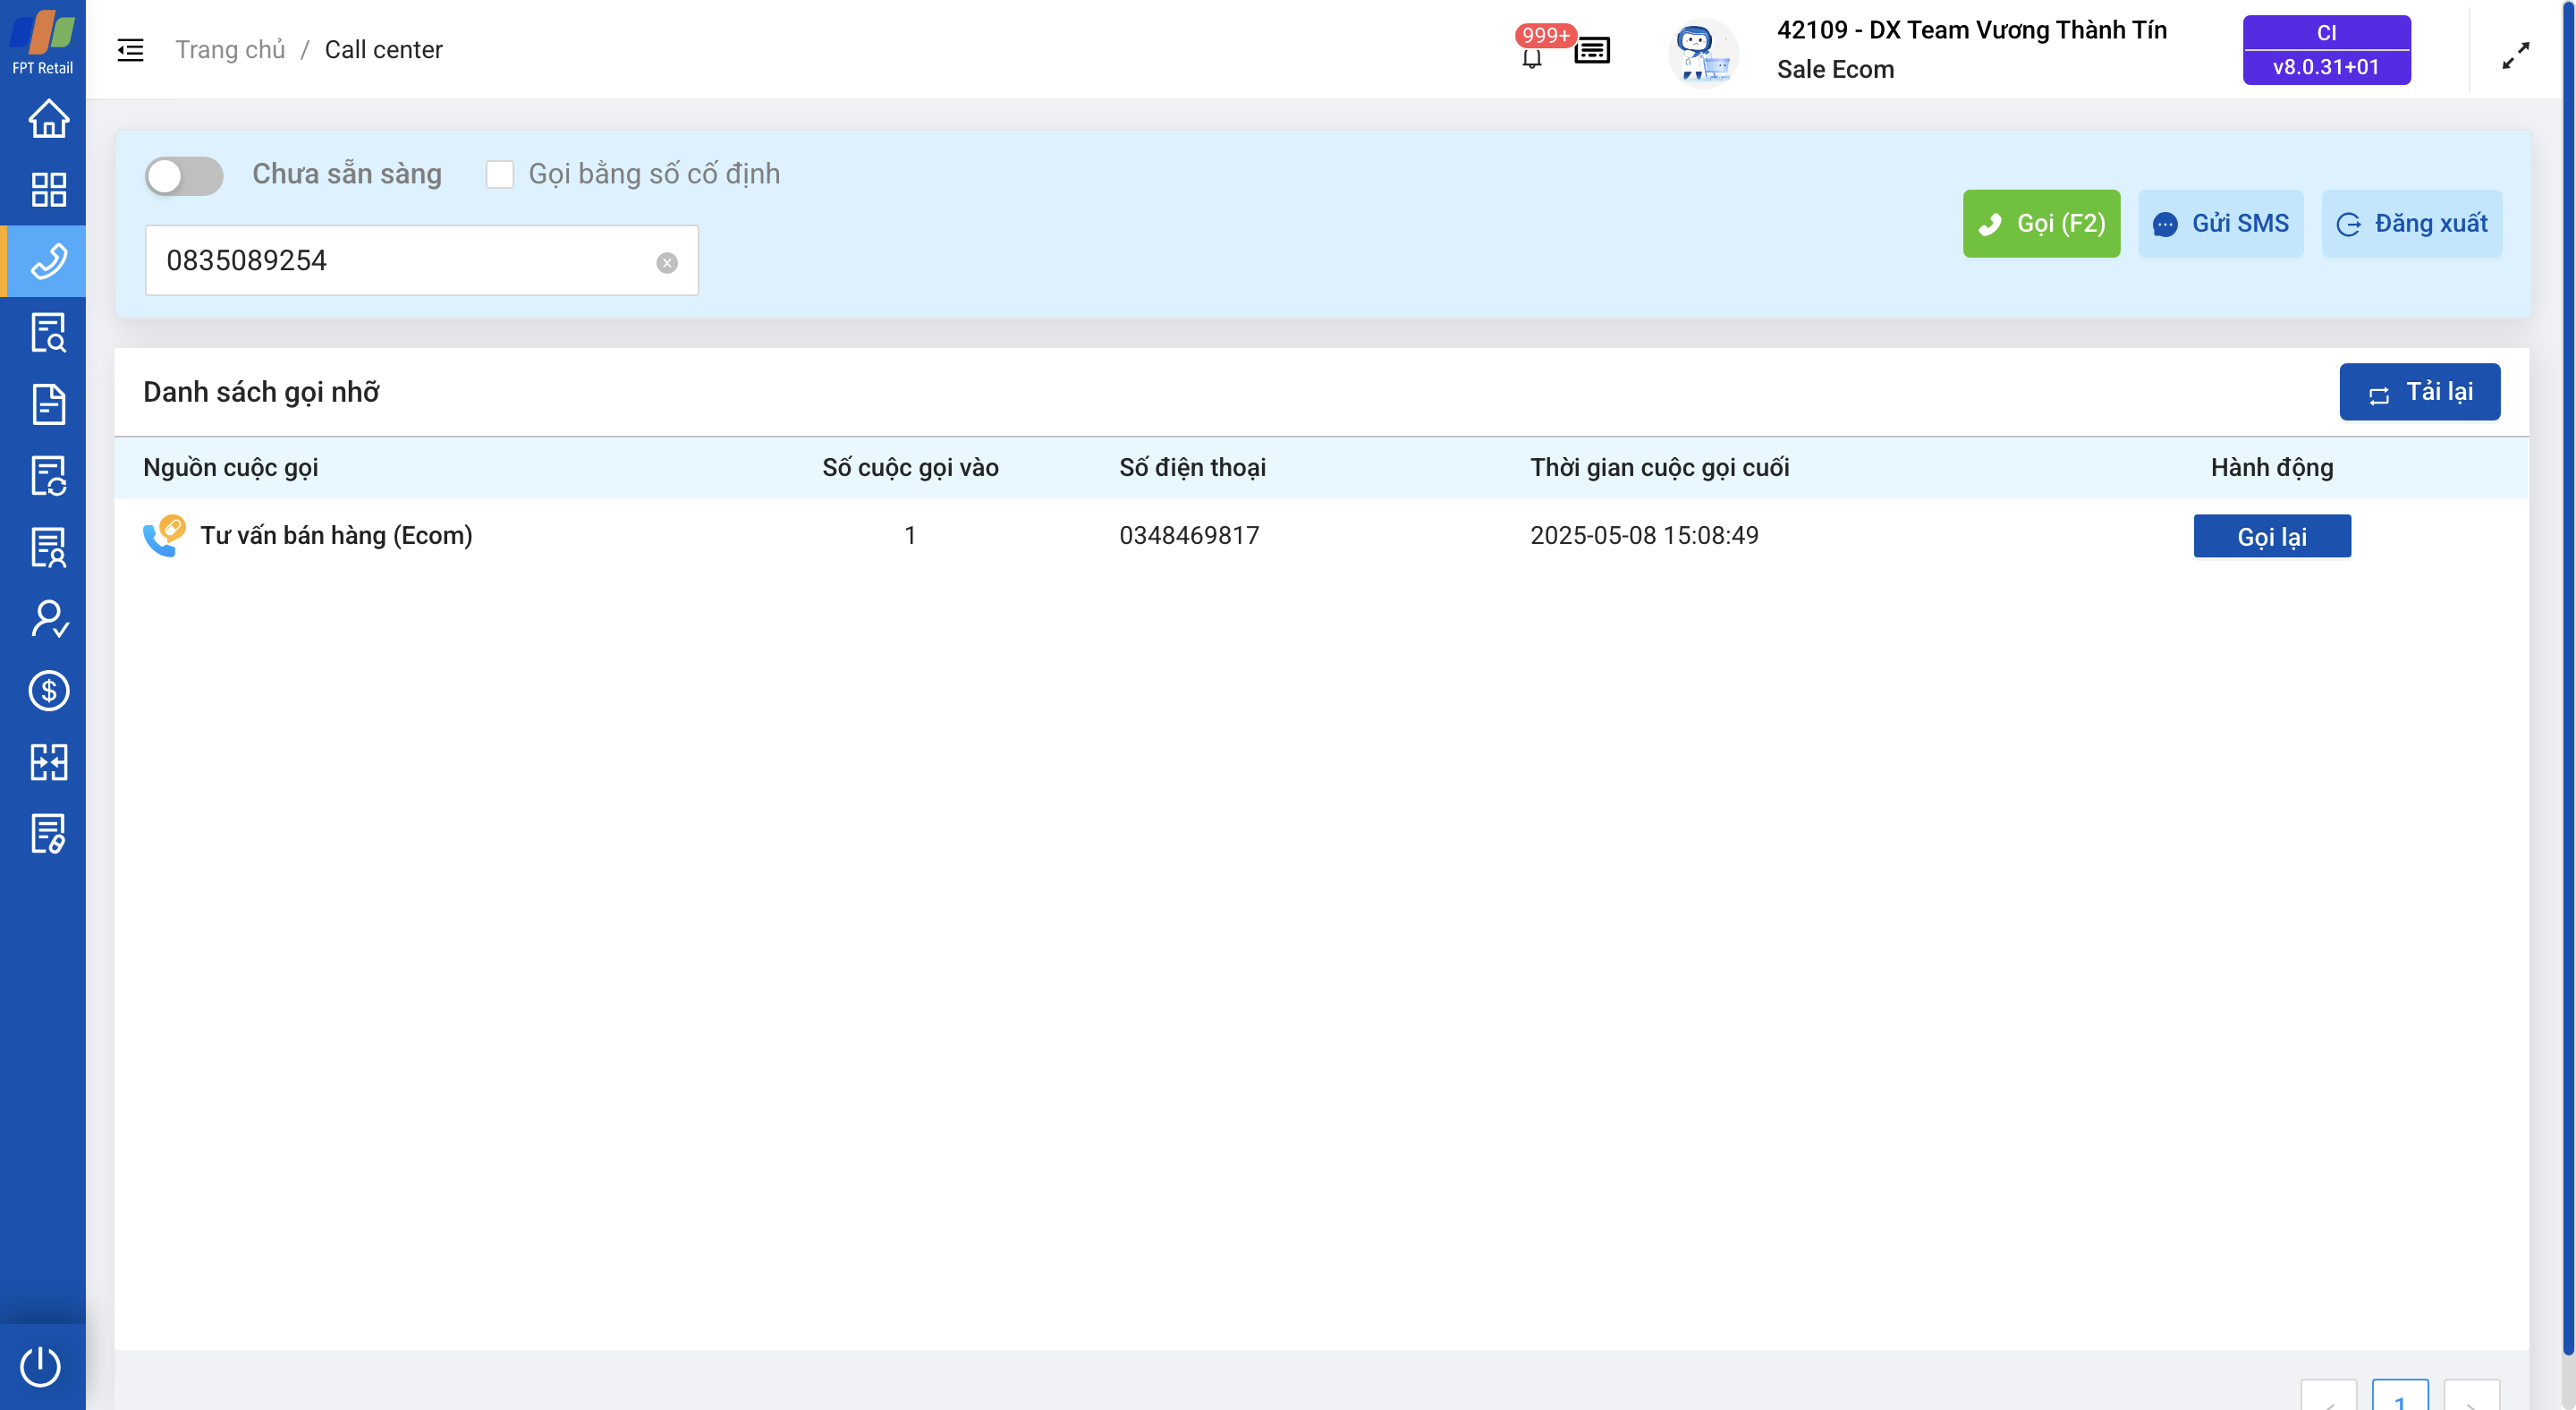 FPT Retail
Trang chủ / Call center
999+
42109 - DX Team Vương Thành Tín
Sale Ecom
CI
v8.0.31+01
Chưa sẵn sàng
Gọi bằng số cố định
0835089254
Gọi (F2)
Gửi SMS
Đăng xuất
Danh sách gọi nhỡ
Tải lại
Nguồn cuộc gọi Số cuộc gọi vào Số điện thoại Thời gian cuộc gọi cuối Hành động
Tư vấn bán hàng (Ecom) 1 0348469817 2025-05-08 15:08:49 Gọi lại
1